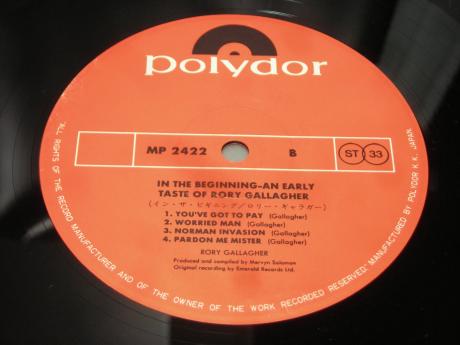 polydor
MP 2422 B ST 33
IN THE BEGINNING-AN EARLY
TASTE OF RORY GALLAGHER
(イン・ザ・ビギニング/ロリー・ギャラガー)
1. YOU'VE GOT TO PAY (Gallagher)
2. WORRIED MAN (Gallagher)
3. NORMAN INVASION (Gallagher)
4. PARDON ME MISTER (Gallagher)
RORY GALLAGHER
Produced and compiled by Mervyn Solomon
Original recording by Emerald Records Ltd.
"ALL RIGHTS OF THE RECORD MANUFACTURER AND OF THE OWNER OF THE WORK RECORDED RESERVED." MANUFACTURED BY POLYDOR K.K. JAPAN